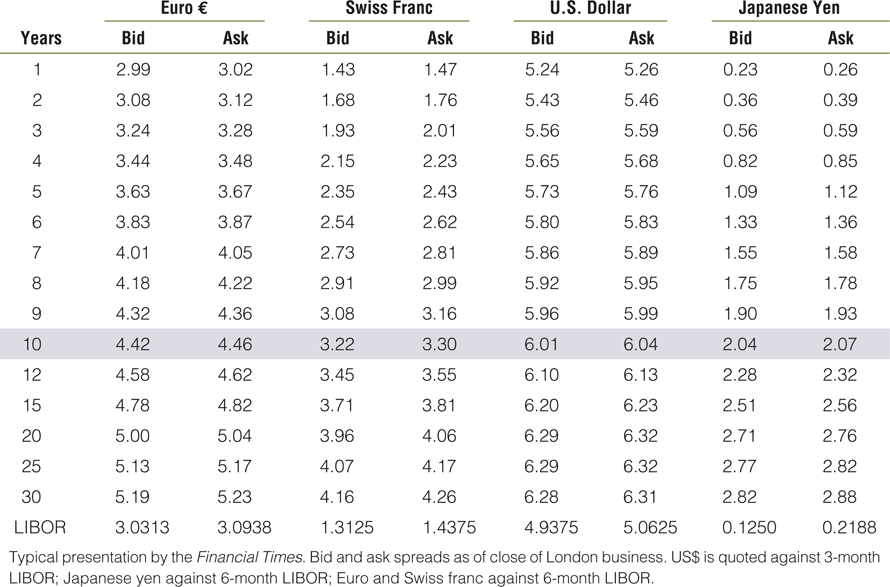 Euro € Swiss Franc U.S. Dollar Japanese Yen
Years Bid Ask Bid Ask Bid Ask Bid Ask
1 2.99 3.02 1.43 1.47 5.24 5.26 0.23 0.26
2 3.08 3.12 1.68 1.76 5.43 5.46 0.36 0.39
3 3.24 3.28 1.93 2.01 5.56 5.59 0.56 0.59
4 3.44 3.48 2.15 2.23 5.65 5.68 0.82 0.85
5 3.63 3.67 2.35 2.43 5.73 5.76 1.09 1.12
6 3.83 3.87 2.54 2.62 5.80 5.83 1.33 1.36
7 4.01 4.05 2.73 2.81 5.86 5.89 1.55 1.58
8 4.18 4.22 2.91 2.99 5.92 5.95 1.75 1.78
9 4.32 4.36 3.08 3.16 5.96 5.99 1.90 1.93
10 4.42 4.46 3.22 3.30 6.01 6.04 2.04 2.07
12 4.58 4.62 3.45 3.55 6.10 6.13 2.28 2.32
15 4.78 4.82 3.71 3.81 6.20 6.23 2.51 2.56
20 5.00 5.04 3.96 4.06 6.29 6.32 2.71 2.76
25 5.13 5.17 4.07 4.17 6.29 6.32 2.77 2.82
30 5.19 5.23 4.16 4.26 6.28 6.31 2.82 2.88
LIBOR 3.0313 3.0938 1.3125 1.4375 4.9375 5.0625 0.1250 0.2188
Typical presentation by the Financial Times. Bid and ask spreads as of close of London business. US$ is quoted against 3-month
LIBOR; Japanese yen against 6-month LIBOR; Euro and Swiss franc against 6-month LIBOR.